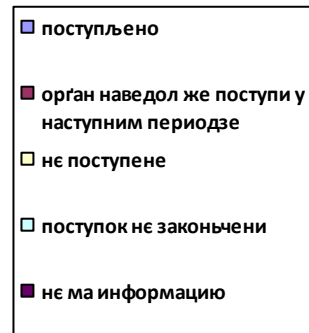 поступљено
орґан наведол же поступи у
наступним периодзе
нє поступене
поступок нє законьчени
нє ма информацию